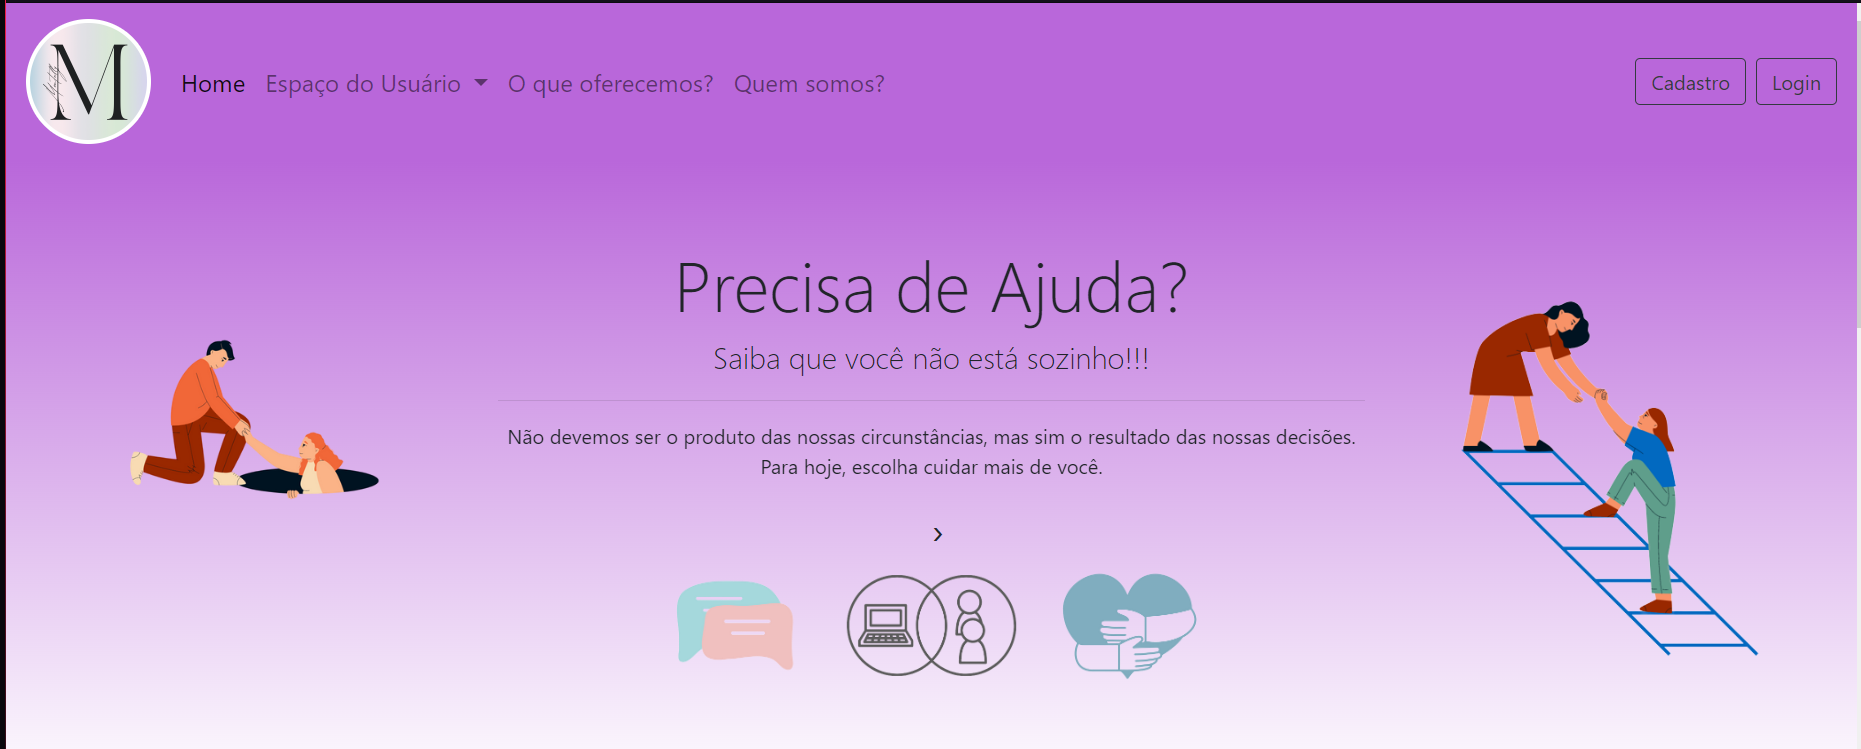 M
Home Espaço do Usuário O que oferecemos? Quem somos? Cadastro Login
Precisa de Ajuda?
Saiba que você não está sozinho!!!
Não devemos ser o produto das nossas circunstâncias, mas sim o resultado das nossas decisões.
Para hoje, escolha cuidar mais de você.